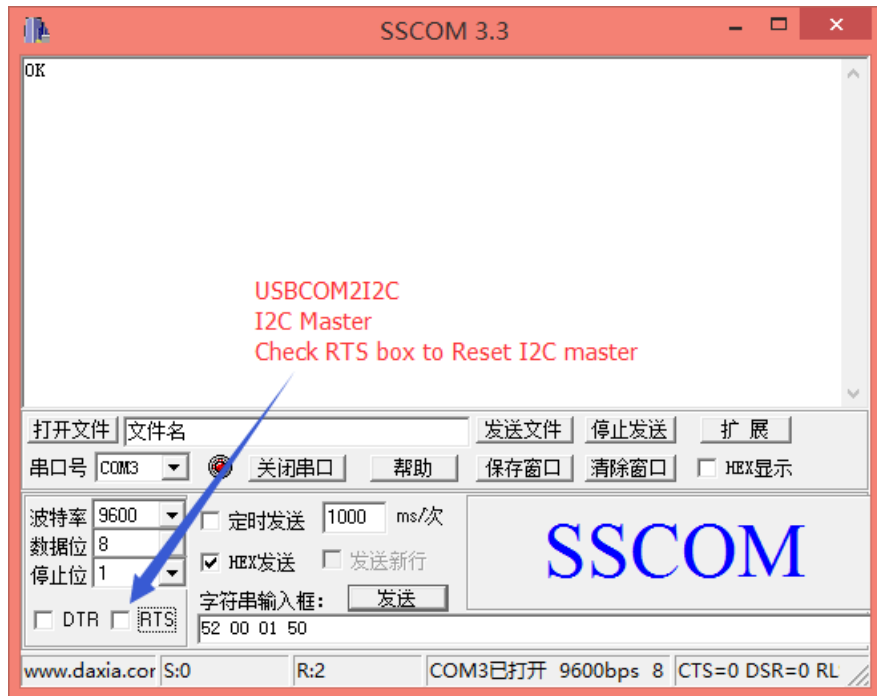 SSCOM 3.3
OK
USBCOM2I2C
I2C Master
Check RTS box to Reset I2C master
打开文件 文件名 发送文件 停止发送 扩 展
串口号 COM3 关闭串口 帮助 保存窗口 清除窗口 HEX显示
波特率 9600 定时发送 1000 ms/次
数据位 8
HEX发送 发送新行
停止位 1
SSCOM
字符串输入框: 发送
DTR RTS
52 00 01 50
www.daxia.cor S:0 R:2 COM3已打开 9600bps 8 CTS=0 DSR=0 RL